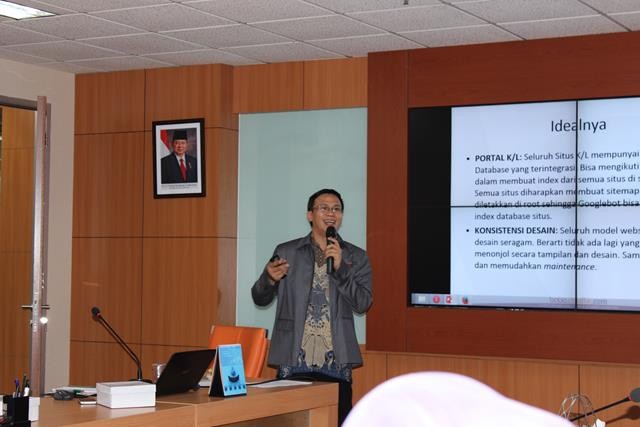 Idealnya
• PORTAL K/L: Seluruh Situs K/L mempunyai
Database yang terintegrasi. Bisa mengikuti
dalam membuat index dari semua situs di s
Semua situs diharapkan membuat sitemap
diletakkan di root sehingga Googlebot bisa
index database situs.
• KONSISTENSI DESAIN: Seluruh model webs
desain seragam. Berarti tidak ada lagi yang
menonjol secara tampilan dan desain. Sam
dan memudahkan maintenance.